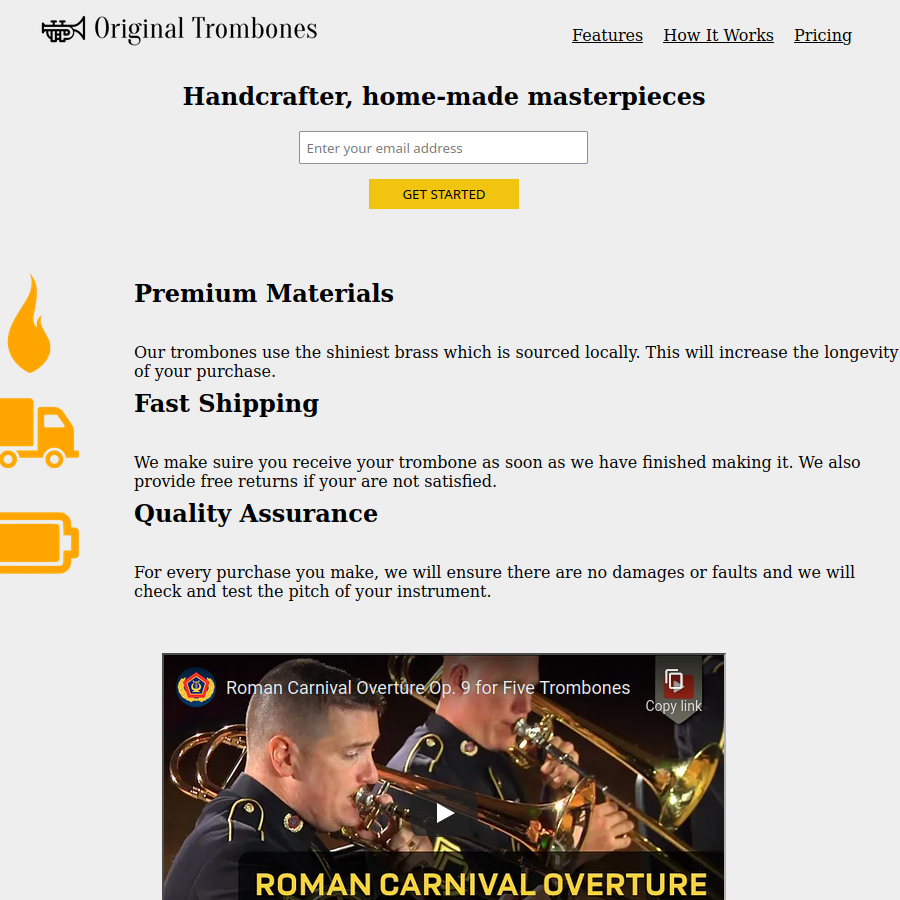 Original Trombones
Features How It Works Pricing
Handcrafter, home-made masterpieces
Enter your email address
GET STARTED
Premium Materials
Our trombones use the shiniest brass which is sourced locally. This will increase the longevity
of your purchase.
Fast Shipping
We make suire you receive your trombone as soon as we have finished making it. We also
provide free returns if your are not satisfied.
Quality Assurance
For every purchase you make, we will ensure there are no damages or faults and we will
check and test the pitch of your instrument.
Roman Carnival Overture Op. 9 for Five Trombones
Copy link
ROMAN CARNIVAL OVERTURE